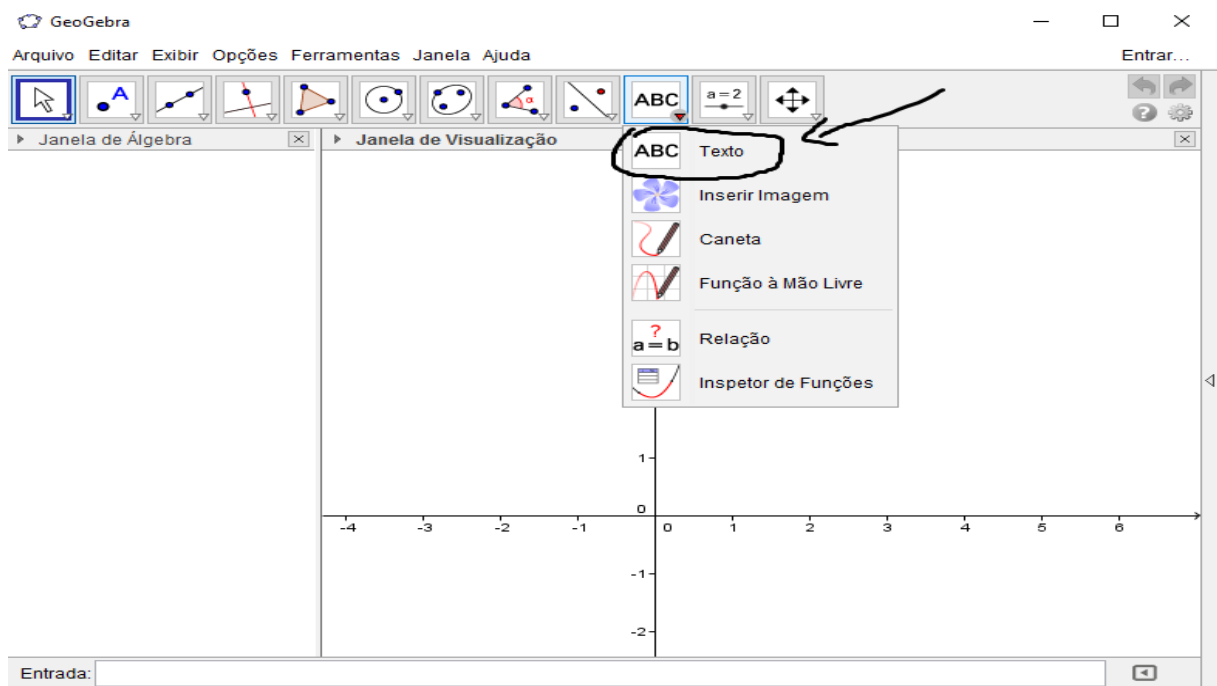 GeoGebra
Arquivo Editar Exibir Opções Ferramentas Janela Ajuda Entrar...
A α ABC a=2
Janela de Álgebra Janela de Visualização
ABC Texto
Inserir Imagem
Caneta
Função à Mão Livre
? a=b Relação
Inspetor de Funções
1
0
-4 -3 -2 -1 0 1 2 3 4 5 6
-1
-2
Entrada: